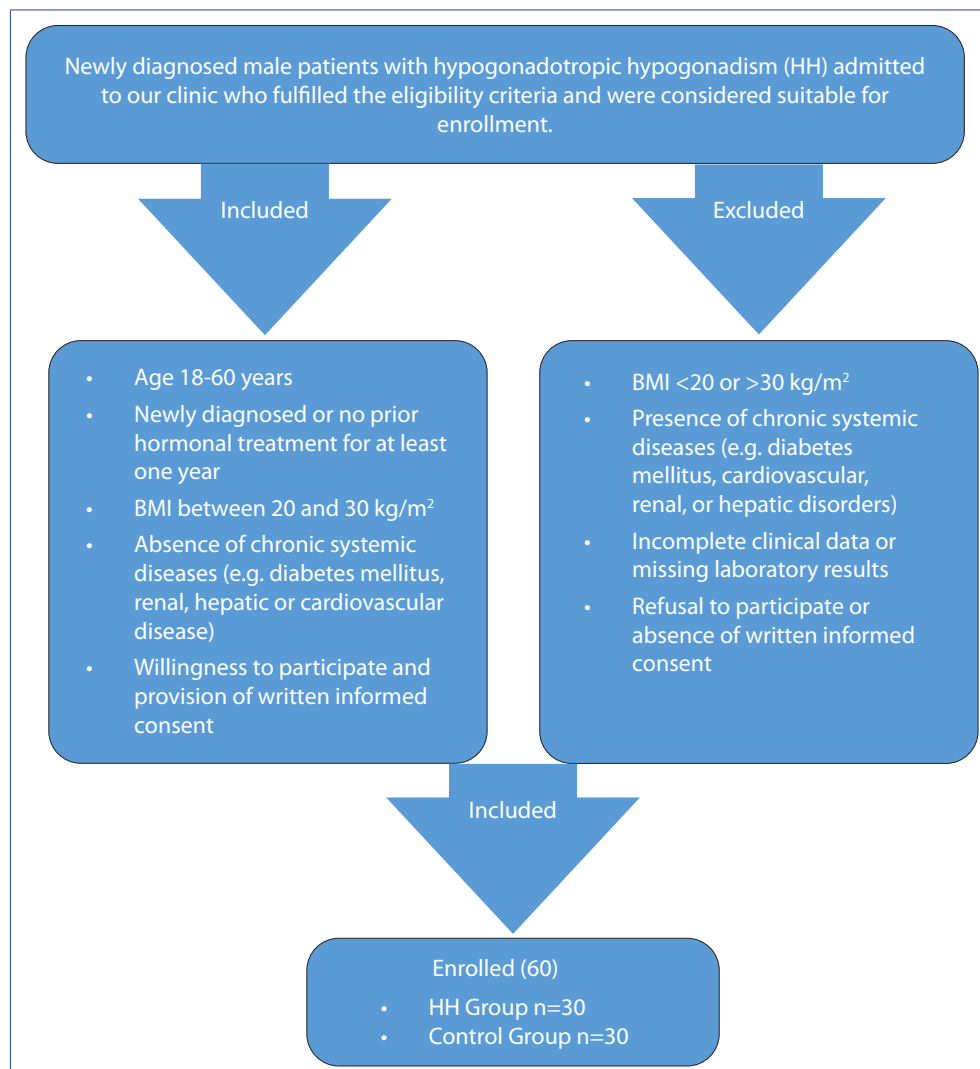 Newly diagnosed male patients with hypogonadotropic hypogonadism (HH) admitted
to our clinic who fulfilled the eligibility criteria and were considered suitable for
enrollment.
Included
Excluded
• Age 18-60 years
• Newly diagnosed or no prior
hormonal treatment for at least
one year
• BMI between 20 and 30 kg/m²
• Absence of chronic systemic
diseases (e.g. diabetes mellitus,
renal, hepatic or cardiovascular
disease)
• Willingness to participate and
provision of written informed
consent
• BMI <20 or >30 kg/m²
• Presence of chronic systemic
diseases (e.g. diabetes
mellitus, cardiovascular,
renal, or hepatic disorders)
• Incomplete clinical data or
missing laboratory results
• Refusal to participate or
absence of written informed
consent
Included
Enrolled (60)
• HH Group n=30
• Control Group n=30